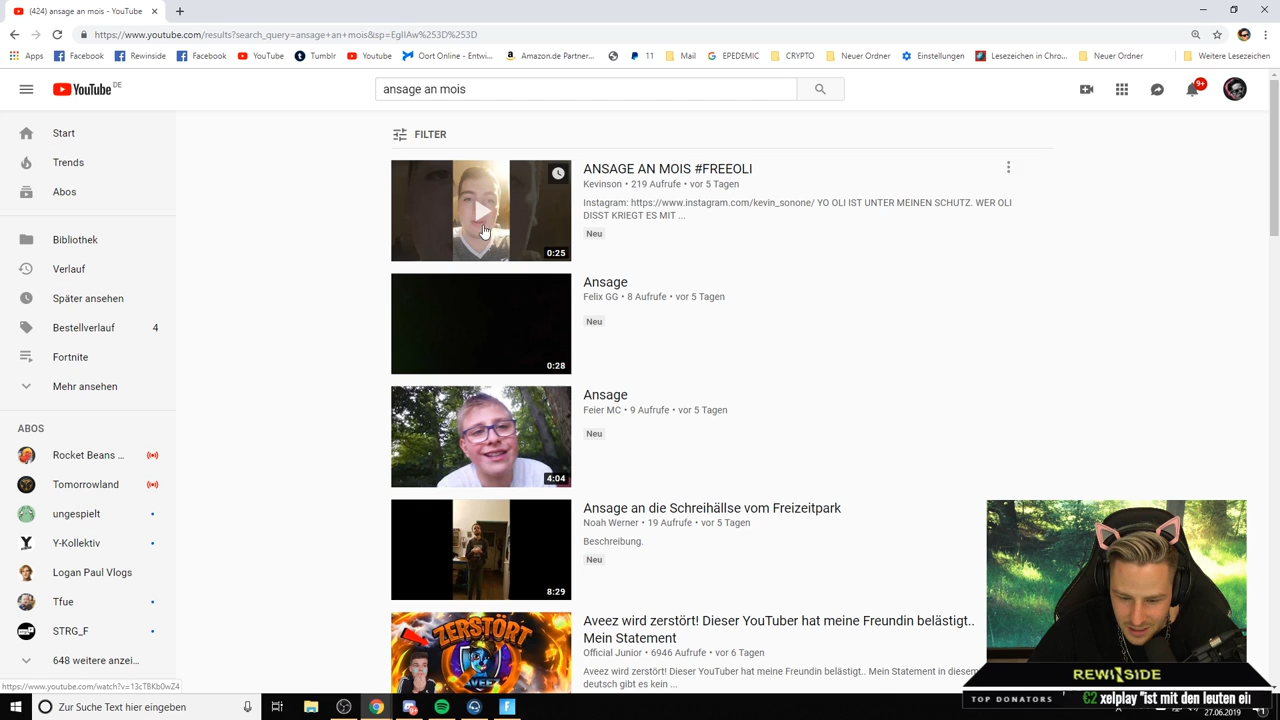 (424) ansage an mois - YouTube
https://www.youtube.com/results?search_query=ansage+an+mois&sp=EgIIAw%253D%253D
Apps Facebook Rewinside Facebook YouTube Tumblr Youtube Oort Online - Entwi... Amazon.de Partner... 11 Mail EPEDEMIC CRYPTO Neuer Ordner Einstellungen Lesezeichen in Chro... Neuer Ordner Weitere Lesezeichen
YouTube DE
ansage an mois
9+
Start
Trends
Abos
Bibliothek
Verlauf
Später ansehen
Bestellverlauf 4
Fortnite
Mehr ansehen
ABOS
Rocket Beans ...
Tomorrowland
ungespielt
Y-Kollektiv
Logan Paul Vlogs
Tfue
STRG_F
648 weitere anzei...
FILTER
ANSAGE AN MOIS #FREEOLI
Kevinson • 219 Aufrufe • vor 5 Tagen
Instagram: https://www.instagram.com/kevin_sonone/ YO OLI IST UNTER MEINEN SCHUTZ. WER OLI
DISST KRIEGT ES MIT ...
Neu
0:25
Ansage
Felix GG • 8 Aufrufe • vor 5 Tagen
Neu
0:28
Ansage
Feier MC • 9 Aufrufe • vor 5 Tagen
Neu
4:04
Ansage an die Schreihällse vom Freizeitpark
Noah Werner • 19 Aufrufe • vor 5 Tagen
Beschreibung.
Neu
8:29
ZERSTÖRT
AVEEZ
Aveez wird zerstört! Dieser YouTuber hat meine Freundin belästigt..
Mein Statement
Official Junior • 6946 Aufrufe • vor 6 Tagen
Aveez wird zerstört! Dieser YouTuber hat meine Freundin belästigt.. Mein Statement in diesem
deutsch gibt es kein ...
REWINSIDE
TOP DONATORS €2 xelplay "ist mit den leuten ei
https://www.youtube.com/watch?v=13cTBKb0wZ4
Zur Suche Text hier eingeben
27.06.2019